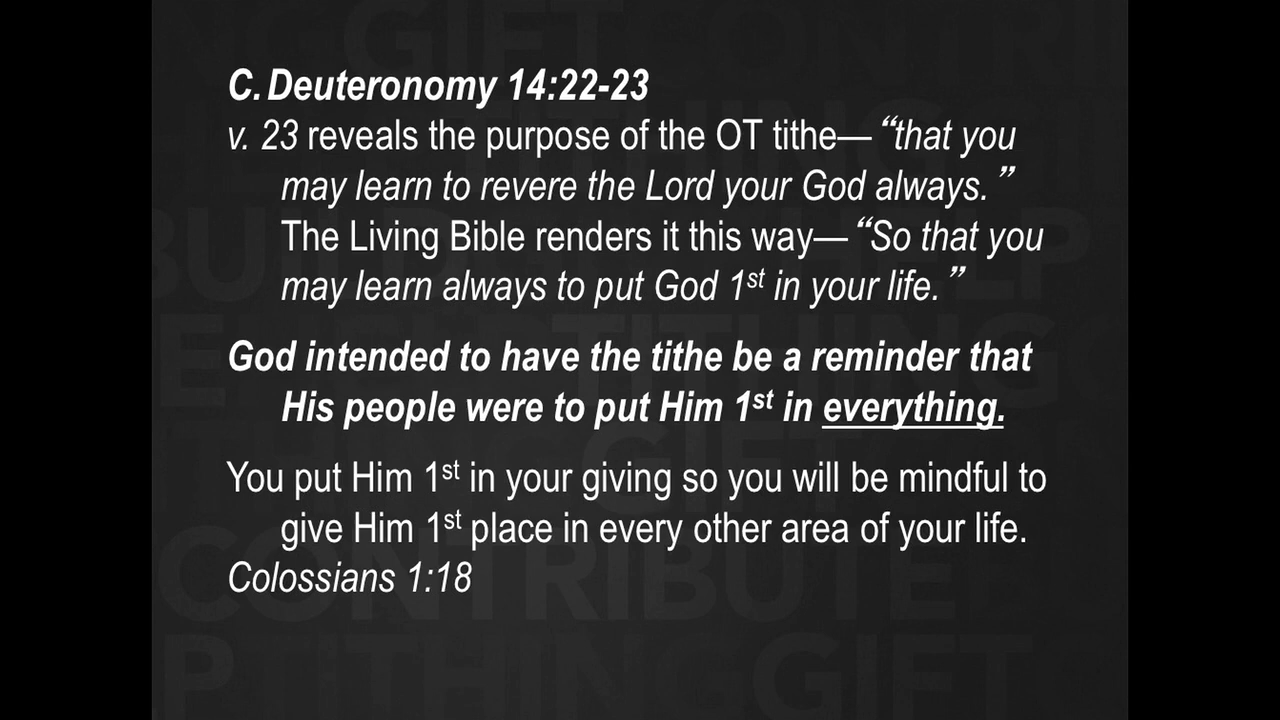 C. Deuteronomy 14:22-23
v. 23 reveals the purpose of the OT tithe— “that you
may learn to revere the Lord your God always. ”
The Living Bible renders it this way— “So that you
may learn always to put God 1st in your life. ”
God intended to have the tithe be a reminder that
His people were to put Him 1st in everything.
You put Him 1st in your giving so you will be mindful to
give Him 1st place in every other area of your life.
Colossians 1:18